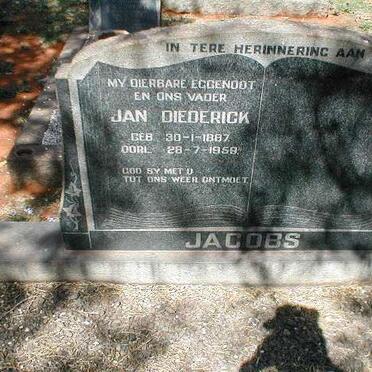 IN TERE HERINNERING AAN
MY DIERBARE EGGENOOT
EN ONS VADER
JAN DIEDERICK
GEB. 30-1-1887
OORL. 28-7-1959
GOD SY MET U
TOT ONS WEER ONTMOET
JACOBS